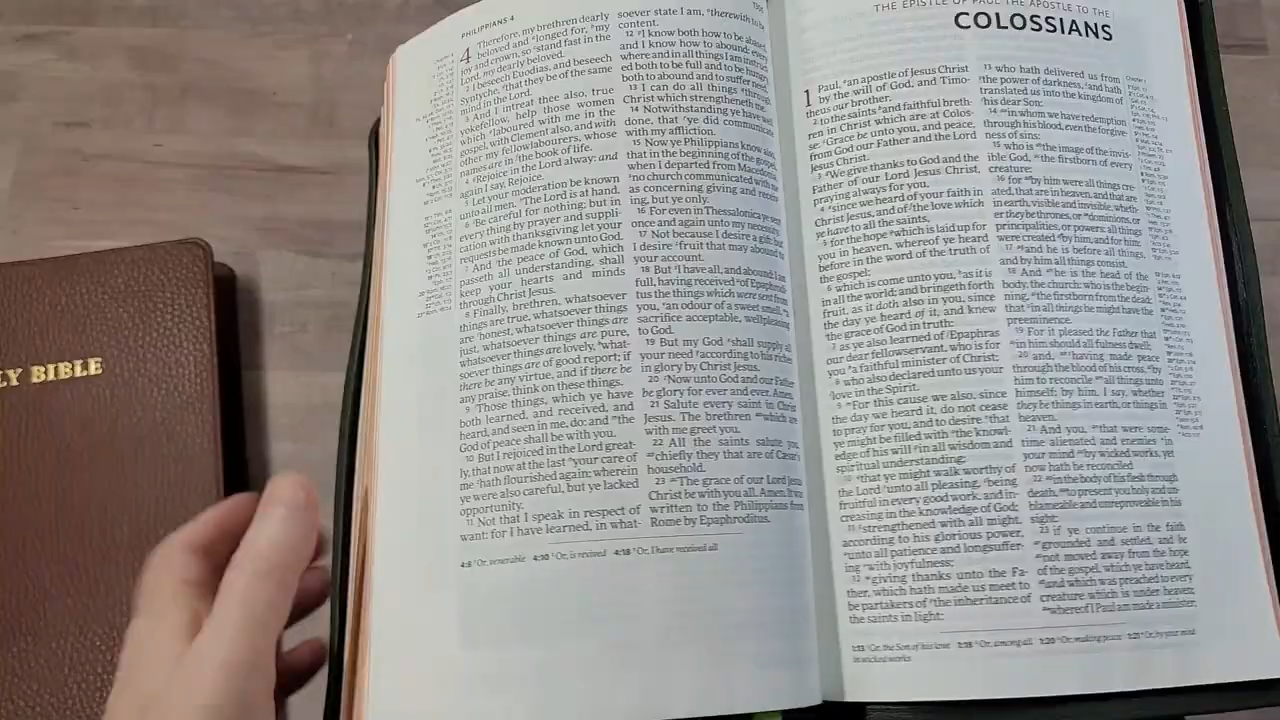 LY BIBLE
PHILIPPIANS 4
4 Therefore, my brethren dearly
beloved and longed for, my
joy and crown, so stand fast in the
Lord, my dearly beloved.
2 I beseech Euodias, and beseech
Syntyche, that they be of the same
mind in the Lord.
3 And I intreat thee also, true
yokefellow, help those women
which laboured with me in the
gospel, with Clement also, and with
other my fellowlabourers, whose
names are in the book of life.
4 Rejoice in the Lord alway: and
again I say, Rejoice.
5 Let your moderation be known
unto all men. The Lord is at hand.
6 Be careful for nothing; but in
every thing by prayer and suppli-
cation with thanksgiving let your
requests be made known unto God.
7 And the peace of God, which
passeth all understanding, shall
keep your hearts and minds
through Christ Jesus.
8 Finally, brethren, whatsoever
things are true, whatsoever things
are honest, whatsoever things are
just, whatsoever things are pure,
whatsoever things are lovely, what-
soever things are of good report; if
there be any virtue, and if there be
any praise, think on these things.
9 Those things, which ye have
both learned, and received, and
heard, and seen in me, do: and the
God of peace shall be with you.
10 But I rejoiced in the Lord great-
ly, that now at the last your care of
me hath flourished again; wherein
ye were also careful, but ye lacked
opportunity.
11 Not that I speak in respect of
want: for I have learned, in what-
soever state I am, therewith to be
content.
12 I know both how to be abased,
and I know how to abound: every
where and in all things I am instruct-
ed both to be full and to be hungry,
both to abound and to suffer need.
13 I can do all things through
Christ which strengtheneth me.
14 Notwithstanding ye have well
done, that ye did communicate
with my affliction.
15 Now ye Philippians know also,
that in the beginning of the gospel,
when I departed from Macedonia,
no church communicated with me
as concerning giving and receiv-
ing, but ye only.
16 For even in Thessalonica ye sent
once and again unto my necessity.
17 Not because I desire a gift: but
I desire fruit that may abound to
your account.
18 But I have all, and abound: I am
full, having received of Epaphrodi-
tus the things which were sent from
you, an odour of a sweet smell, a
sacrifice acceptable, wellpleasing
to God.
19 But my God shall supply all
your need according to his riches
in glory by Christ Jesus.
20 Now unto God and our Father
be glory for ever and ever. Amen.
21 Salute every saint in Christ
Jesus. The brethren which are
with me greet you.
22 All the saints salute you,
chiefly they that are of Cæsar's
household.
23 The grace of our Lord Jesus
Christ be with you all. Amen. It was
written to the Philippians from
Rome by Epaphroditus.
4:8 Or, venerable 4:10 Or, is revived 4:18 Or, I have received all
THE EPISTLE OF PAUL THE APOSTLE TO THE
COLOSSIANS
1 Paul, an apostle of Jesus Christ
by the will of God, and Timo-
theus our brother,
2 to the saints and faithful breth-
ren in Christ which are at Colos-
se: Grace be unto you, and peace,
from God our Father and the Lord
Jesus Christ.
3 We give thanks to God and the
Father of our Lord Jesus Christ,
praying always for you,
4 since we heard of your faith in
Christ Jesus, and of the love which
ye have to all the saints,
5 for the hope which is laid up for
you in heaven, whereof ye heard
before in the word of the truth of
the gospel;
6 which is come unto you, as it is
in all the world; and bringeth forth
fruit, as it doth also in you, since
the day ye heard of it, and knew
the grace of God in truth:
7 as ye also learned of Epaphras
our dear fellowservant, who is for
you a faithful minister of Christ;
8 who also declared unto us your
love in the Spirit.
9 For this cause we also, since
the day we heard it, do not cease
to pray for you, and to desire that
ye might be filled with the knowl-
edge of his will in all wisdom and
spiritual understanding;
10 that ye might walk worthy of
the Lord unto all pleasing, being
fruitful in every good work, and in-
creasing in the knowledge of God;
11 strengthened with all might,
according to his glorious power,
unto all patience and longsuffer-
ing with joyfulness;
12 giving thanks unto the Fa-
ther, which hath made us meet to
be partakers of the inheritance of
the saints in light:
13 who hath delivered us from
the power of darkness, and hath
translated us into the kingdom of
his dear Son:
14 in whom we have redemption
through his blood, even the forgive-
ness of sins:
15 who is the image of the invis-
ible God, the firstborn of every
creature:
16 for by him were all things cre-
ated, that are in heaven, and that are
in earth, visible and invisible, wheth-
er they be thrones, or dominions, or
principalities, or powers: all things
were created by him, and for him:
17 and he is before all things,
and by him all things consist.
18 And he is the head of the
body, the church: who is the begin-
ning, the firstborn from the dead;
that in all things he might have the
preeminence.
19 For it pleased the Father that
in him should all fulness dwell;
20 and, having made peace
through the blood of his cross, by
him to reconcile all things unto
himself; by him, I say, whether
they be things in earth, or things in
heaven.
21 And you, that were some-
time alienated and enemies in
your mind by wicked works, yet
now hath he reconciled
22 in the body of his flesh through
death, to present you holy and un-
blameable and unreproveable in his
sight:
23 if ye continue in the faith
grounded and settled, and be
not moved away from the hope
of the gospel, which ye have heard,
and which was preached to every
creature which is under heaven;
whereof I Paul am made a minister;
1:13 Or, the Son of his love 1:18 Or, among all 1:20 Or, making peace 1:21 Or, by your mind
in wicked works